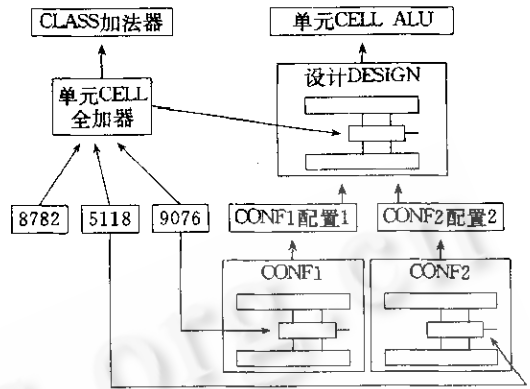 CLASS加法器
单元CELL ALU
设计DESIGN
单元CELL
全加器
8782
5118
9076
CONF1配置1
CONF2配置2
CONF1
CONF2